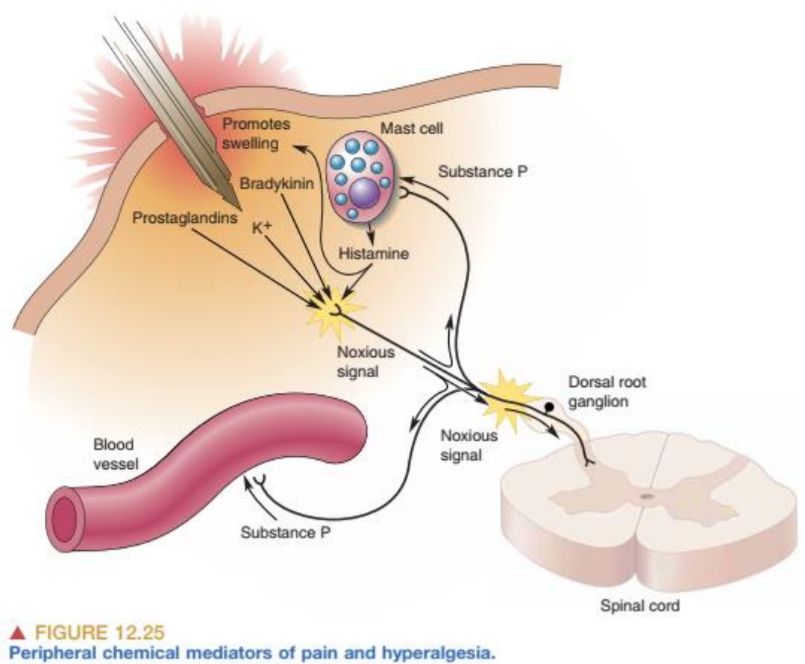 Promotes
swelling
Mast cell
Substance P
Bradykinin
Prostaglandins
K+
Histamine
Noxious
signal
Dorsal root
ganglion
Noxious
signal
Blood
vessel
Substance P
Spinal cord
▲ FIGURE 12.25
Peripheral chemical mediators of pain and hyperalgesia.